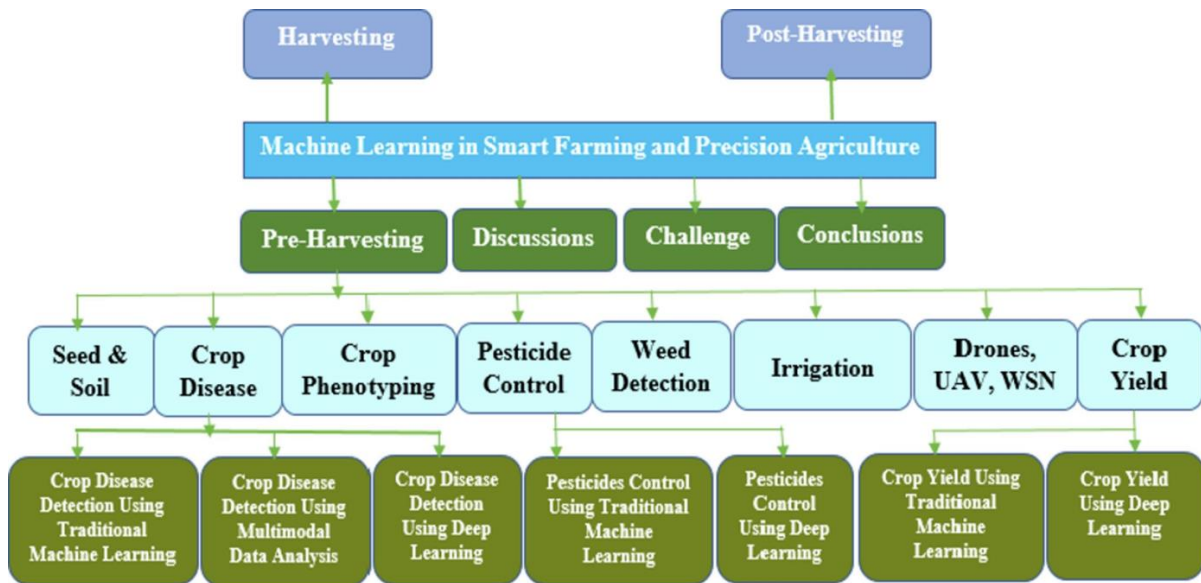 Harvesting
Post-Harvesting
Machine Learning in Smart Farming and Precision Agriculture
Pre-Harvesting
Discussions
Challenge
Conclusions
Seed &
Soil
Crop
Disease
Crop
Phenotyping
Pesticide
Control
Weed
Detection
Irrigation
Drones,
UAV, WSN
Crop
Yield
Crop Disease
Detection Using
Traditional
Machine Learning
Crop Disease
Detection Using
Multimodal
Data Analysis
Crop Disease
Detection
Using Deep
Learning
Pesticides Control
Using Traditional
Machine
Learning
Pesticides
Control
Using Deep
Learning
Crop Yield Using
Traditional
Machine
Learning
Crop Yield
Using Deep
Learning